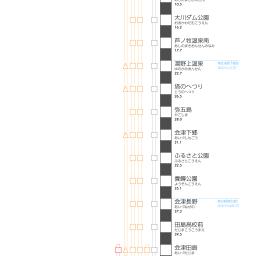 10.5
大川ダム公園
おおかわだむこうえん
16.2
芦ノ牧温泉南
あしのまきおんせんみなみ
17.7
湯野上温泉
ゆのかみおんせん
22.7
塔のへつり
とうのへつり
26.5
弥五島
やごしま
28.0
会津下郷
あいづしもごう
31.1
ふるさと公園
ふるさとこうえん
32.5
養鱒公園
ようそんこうえん
35.1
会津長野
あいづながの
37.2
田島高校前
たじまこうこうまえ
39.5
会津田島
あいづたじま